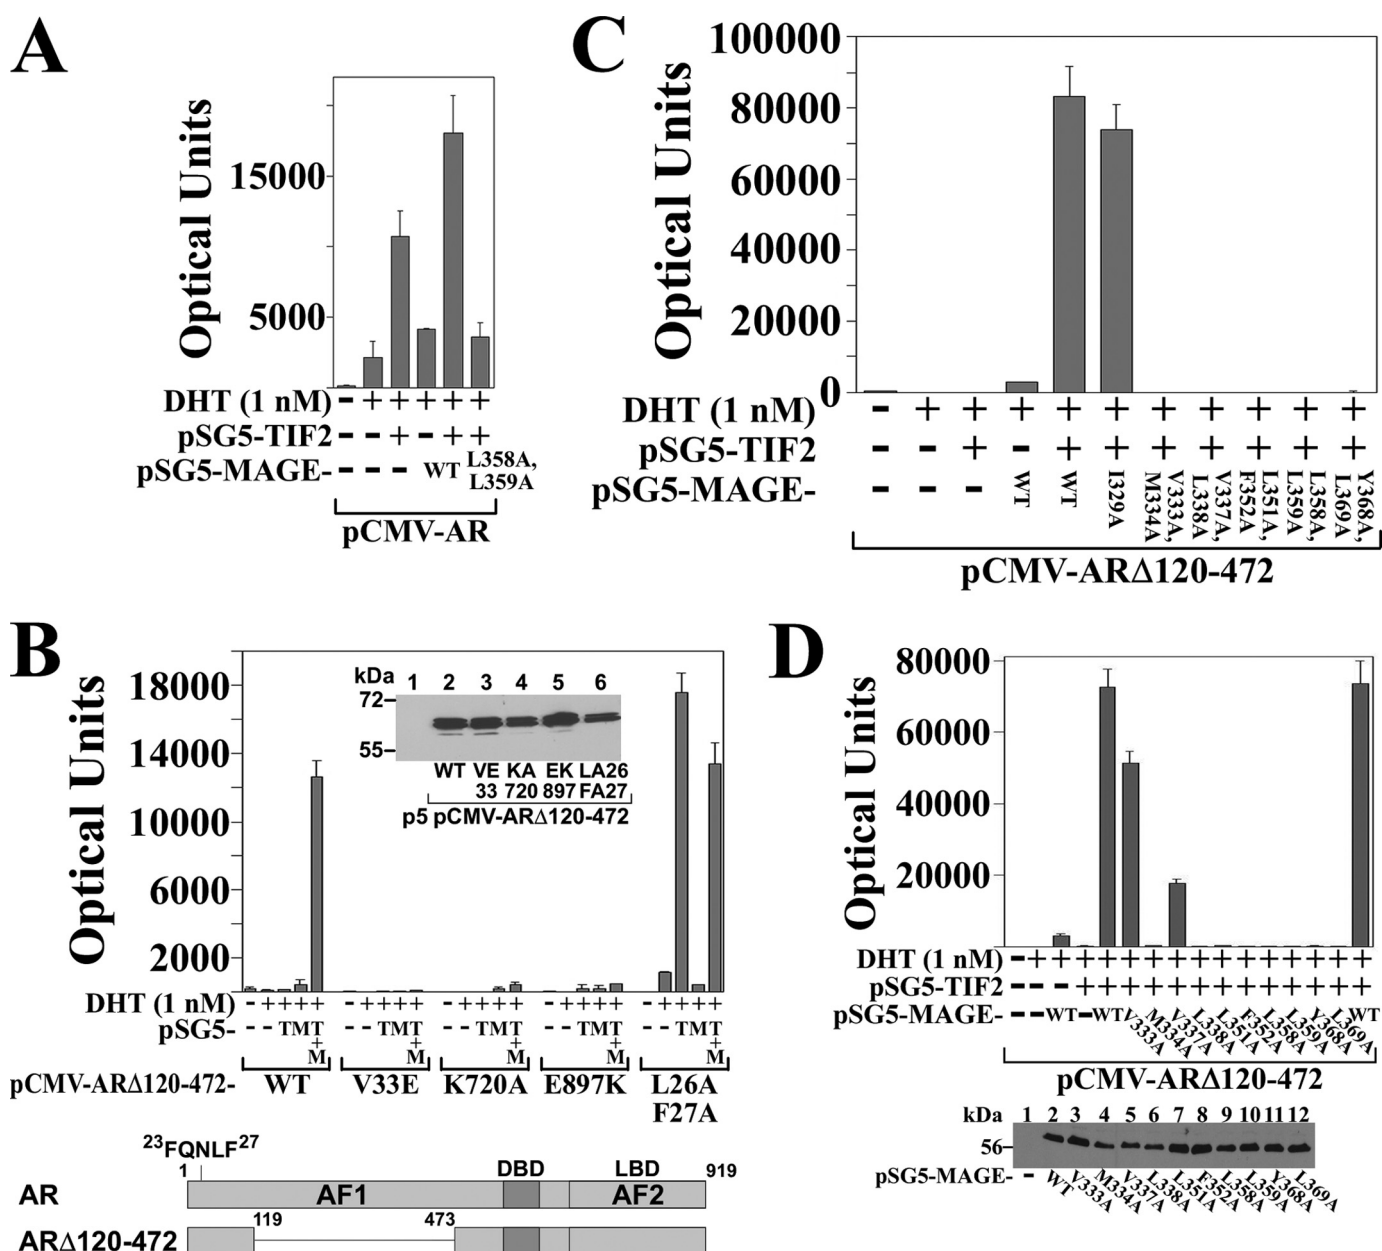 A
Optical Units
15000
5000
DHT (1 nM) - + + + + +
pSG5-TIF2 - - + - + +
pSG5-MAGE- - - - WT WT L358A, L359A
pCMV-AR
C
Optical Units
100000
80000
60000
40000
20000
0
DHT (1 nM) - + + + + + + + + + +
pSG5-TIF2 - - + - + + + + + + +
pSG5-MAGE- - - - WT WT I329A V333A, M334A V337A, L338A L351A, F352A L358A, L359A Y368A, L369A
pCMV-ARΔ120-472
B
Optical Units
18000
14000
10000
6000
2000
kDa 1 2 3 4 5 6
72
55
WT VE KA EK LA26
33 720 897 FA27
p5 pCMV-ARΔ120-472
DHT (1 nM) -++++ -++++ -++++ -++++ -++++
pSG5- --TMT --TMT --TMT --TMT --TMT
+ + + + +
M M M M M
pCMV-ARΔ120-472- WT V33E K720A E897K L26A
F27A
23FQNLF27
1 DBD LBD 919
AR AF1 AF2
119 473
ARΔ120-472
D
Optical Units
80000
60000
40000
20000
DHT (1 nM) - + + + + + + + + + + + + + + +
pSG5-TIF2 - - - + + + + + + + + + + + + +
pSG5-MAGE- - - WT - WT V333A M334A V337A L338A L351A F352A L358A L359A Y368A L369A WT
pCMV-ARΔ120-472
kDa 1 2 3 4 5 6 7 8 9 10 11 12
56
pSG5-MAGE- - WT V333A M334A V337A L338A L351A F352A L358A L359A Y368A L369A